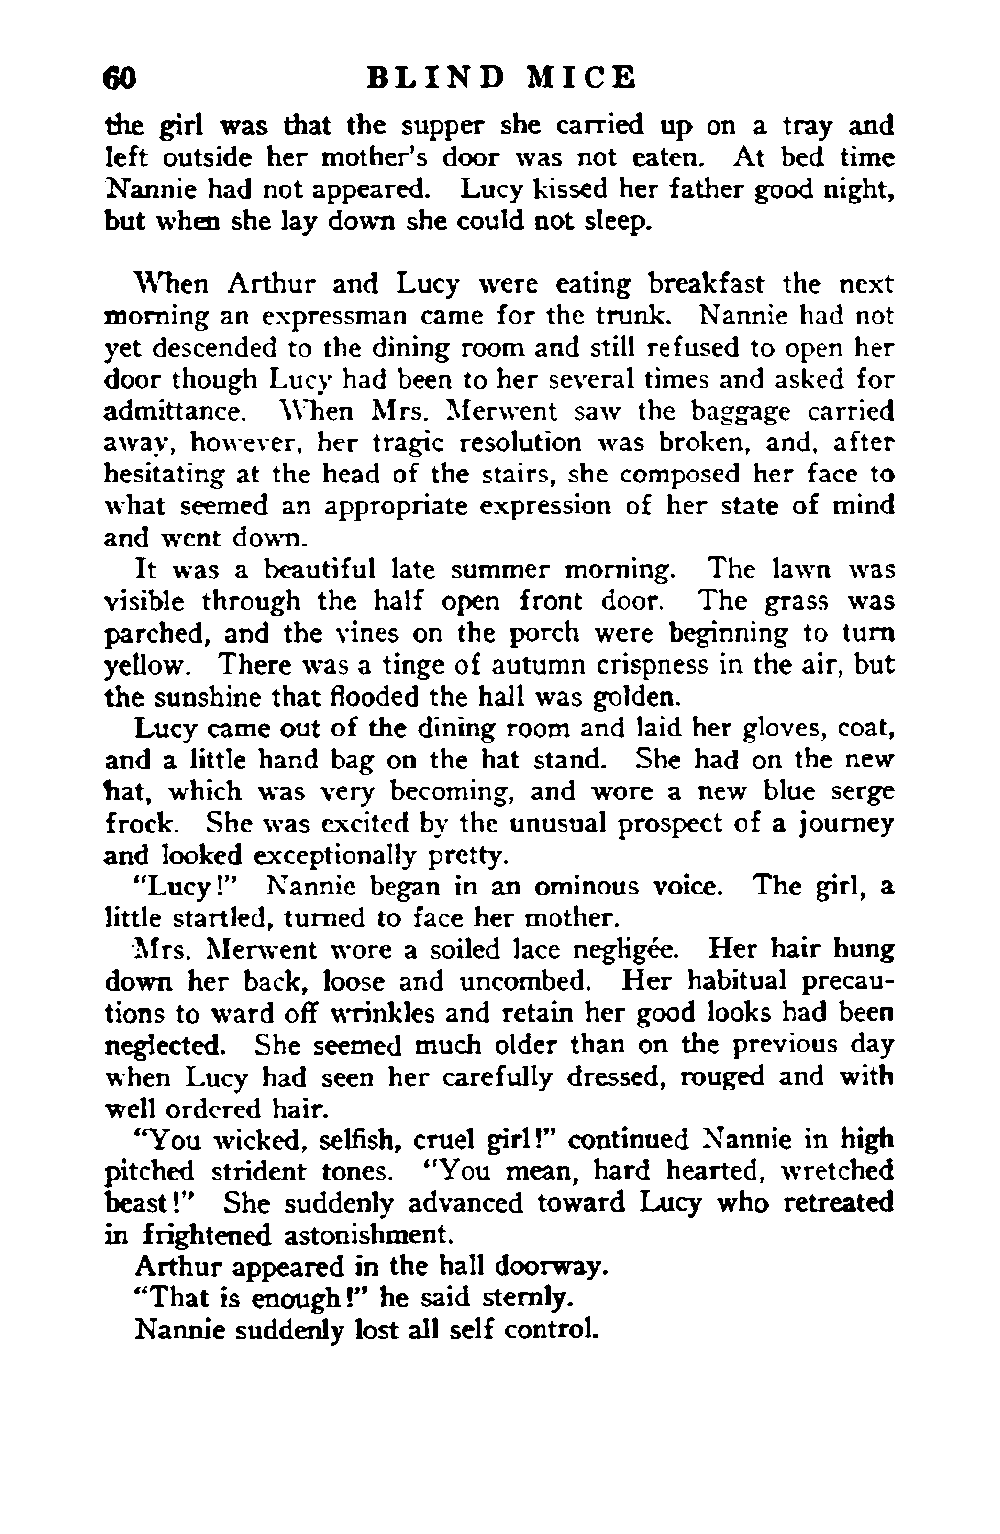 60 BLIND MICE
the girl was that the supper she carried up on a tray and
left outside her mother's door was not eaten. At bed time
Nannie had not appeared. Lucy kissed her father good night,
but when she lay down she could not sleep.
When Arthur and Lucy were eating breakfast the next
morning an expressman came for the trunk. Nannie had not
yet descended to the dining room and still refused to open her
door though Lucy had been to her several times and asked for
admittance. When Mrs. Merwent saw the baggage carried
away, however, her tragic resolution was broken, and, after
hesitating at the head of the stairs, she composed her face to
what seemed an appropriate expression of her state of mind
and went down.
It was a beautiful late summer morning. The lawn was
visible through the half open front door. The grass was
parched, and the vines on the porch were beginning to turn
yellow. There was a tinge of autumn crispness in the air, but
the sunshine that flooded the hall was golden.
Lucy came out of the dining room and laid her gloves, coat,
and a little hand bag on the hat stand. She had on the new
hat, which was very becoming, and wore a new blue serge
frock. She was excited by the unusual prospect of a journey
and looked exceptionally pretty.
"Lucy!" Nannie began in an ominous voice. The girl, a
little startled, turned to face her mother.
Mrs. Merwent wore a soiled lace negligée. Her hair hung
down her back, loose and uncombed. Her habitual precau-
tions to ward off wrinkles and retain her good looks had been
neglected. She seemed much older than on the previous day
when Lucy had seen her carefully dressed, rouged and with
well ordered hair.
"You wicked, selfish, cruel girl!" continued Nannie in high
pitched strident tones. "You mean, hard hearted, wretched
beast!" She suddenly advanced toward Lucy who retreated
in frightened astonishment.
Arthur appeared in the hall doorway.
"That is enough!" he said sternly.
Nannie suddenly lost all self control.